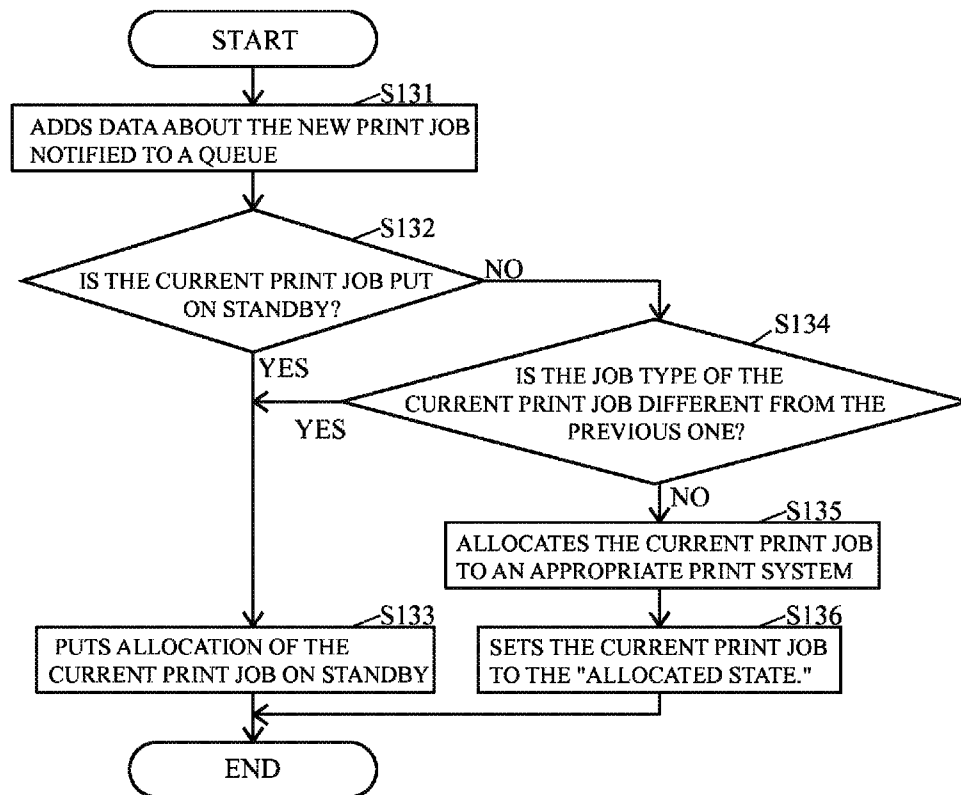 START
S131
ADDS DATA ABOUT THE NEW PRINT JOB
NOTIFIED TO A QUEUE
S132
IS THE CURRENT PRINT JOB PUT
ON STANDBY?
NO
S134
YES
IS THE JOB TYPE OF THE
CURRENT PRINT JOB DIFFERENT FROM THE
PREVIOUS ONE?
YES
NO
S135
ALLOCATES THE CURRENT PRINT JOB
TO AN APPROPRIATE PRINT SYSTEM
S133
PUTS ALLOCATION OF THE
CURRENT PRINT JOB ON STANDBY
S136
SETS THE CURRENT PRINT JOB
TO THE "ALLOCATED STATE."
END